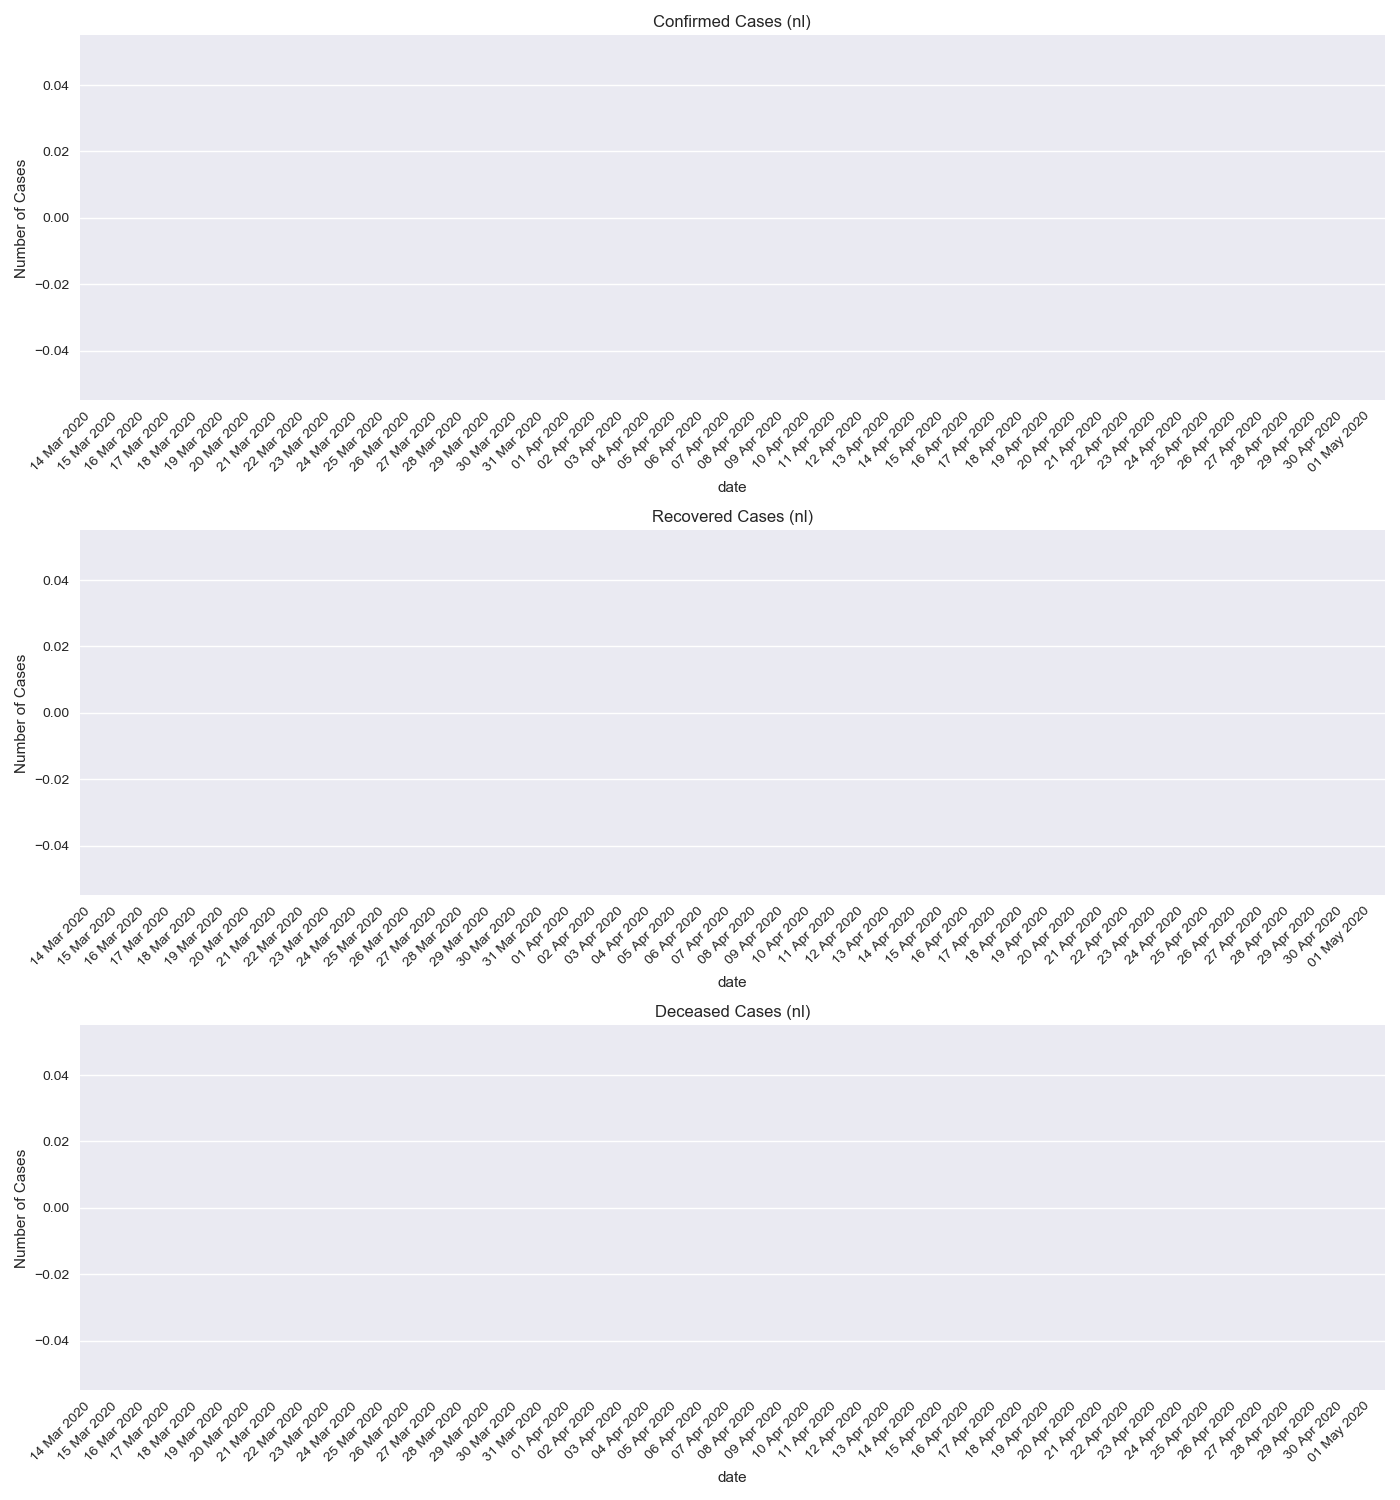 Confirmed Cases (nl)
0.04
0.02
0.00
−0.02
−0.04
Number of Cases
14 Mar 2020
15 Mar 2020
16 Mar 2020
17 Mar 2020
18 Mar 2020
19 Mar 2020
20 Mar 2020
21 Mar 2020
22 Mar 2020
23 Mar 2020
24 Mar 2020
25 Mar 2020
26 Mar 2020
27 Mar 2020
28 Mar 2020
29 Mar 2020
30 Mar 2020
31 Mar 2020
01 Apr 2020
02 Apr 2020
03 Apr 2020
04 Apr 2020
05 Apr 2020
06 Apr 2020
07 Apr 2020
08 Apr 2020
09 Apr 2020
10 Apr 2020
11 Apr 2020
12 Apr 2020
13 Apr 2020
14 Apr 2020
15 Apr 2020
16 Apr 2020
17 Apr 2020
18 Apr 2020
19 Apr 2020
20 Apr 2020
21 Apr 2020
22 Apr 2020
23 Apr 2020
24 Apr 2020
25 Apr 2020
26 Apr 2020
27 Apr 2020
28 Apr 2020
29 Apr 2020
30 Apr 2020
01 May 2020
date
Recovered Cases (nl)
0.04
0.02
0.00
−0.02
−0.04
Number of Cases
14 Mar 2020
15 Mar 2020
16 Mar 2020
17 Mar 2020
18 Mar 2020
19 Mar 2020
20 Mar 2020
21 Mar 2020
22 Mar 2020
23 Mar 2020
24 Mar 2020
25 Mar 2020
26 Mar 2020
27 Mar 2020
28 Mar 2020
29 Mar 2020
30 Mar 2020
31 Mar 2020
01 Apr 2020
02 Apr 2020
03 Apr 2020
04 Apr 2020
05 Apr 2020
06 Apr 2020
07 Apr 2020
08 Apr 2020
09 Apr 2020
10 Apr 2020
11 Apr 2020
12 Apr 2020
13 Apr 2020
14 Apr 2020
15 Apr 2020
16 Apr 2020
17 Apr 2020
18 Apr 2020
19 Apr 2020
20 Apr 2020
21 Apr 2020
22 Apr 2020
23 Apr 2020
24 Apr 2020
25 Apr 2020
26 Apr 2020
27 Apr 2020
28 Apr 2020
29 Apr 2020
30 Apr 2020
01 May 2020
date
Deceased Cases (nl)
0.04
0.02
0.00
−0.02
−0.04
Number of Cases
14 Mar 2020
15 Mar 2020
16 Mar 2020
17 Mar 2020
18 Mar 2020
19 Mar 2020
20 Mar 2020
21 Mar 2020
22 Mar 2020
23 Mar 2020
24 Mar 2020
25 Mar 2020
26 Mar 2020
27 Mar 2020
28 Mar 2020
29 Mar 2020
30 Mar 2020
31 Mar 2020
01 Apr 2020
02 Apr 2020
03 Apr 2020
04 Apr 2020
05 Apr 2020
06 Apr 2020
07 Apr 2020
08 Apr 2020
09 Apr 2020
10 Apr 2020
11 Apr 2020
12 Apr 2020
13 Apr 2020
14 Apr 2020
15 Apr 2020
16 Apr 2020
17 Apr 2020
18 Apr 2020
19 Apr 2020
20 Apr 2020
21 Apr 2020
22 Apr 2020
23 Apr 2020
24 Apr 2020
25 Apr 2020
26 Apr 2020
27 Apr 2020
28 Apr 2020
29 Apr 2020
30 Apr 2020
01 May 2020
date